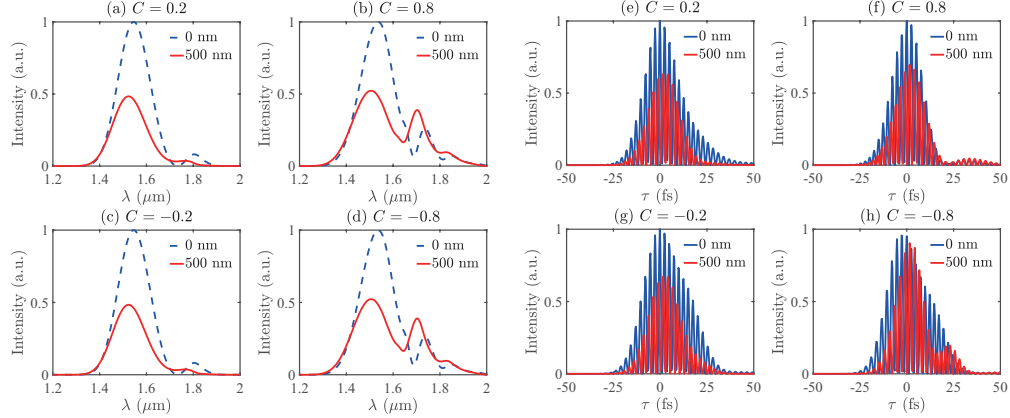 (a) C = 0.2
Intensity (a.u.)
1
0.5
0
0 nm
500 nm
1.2 1.4 1.6 1.8 2
λ (μm)
(b) C = 0.8
Intensity (a.u.)
1
0.5
0
0 nm
500 nm
1.2 1.4 1.6 1.8 2
λ (μm)
(e) C = 0.2
Intensity (a.u.)
1
0.5
0
0 nm
500 nm
-50 -25 0 25 50
τ (fs)
(f) C = 0.8
Intensity (a.u.)
1
0.5
0
0 nm
500 nm
-50 -25 0 25 50
τ (fs)
(c) C = −0.2
Intensity (a.u.)
1
0.5
0
0 nm
500 nm
1.2 1.4 1.6 1.8 2
λ (μm)
(d) C = −0.8
Intensity (a.u.)
1
0.5
0
0 nm
500 nm
1.2 1.4 1.6 1.8 2
λ (μm)
(g) C = −0.2
Intensity (a.u.)
1
0.5
0
0 nm
500 nm
-50 -25 0 25 50
τ (fs)
(h) C = −0.8
Intensity (a.u.)
1
0.5
0
0 nm
500 nm
-50 -25 0 25 50
τ (fs)